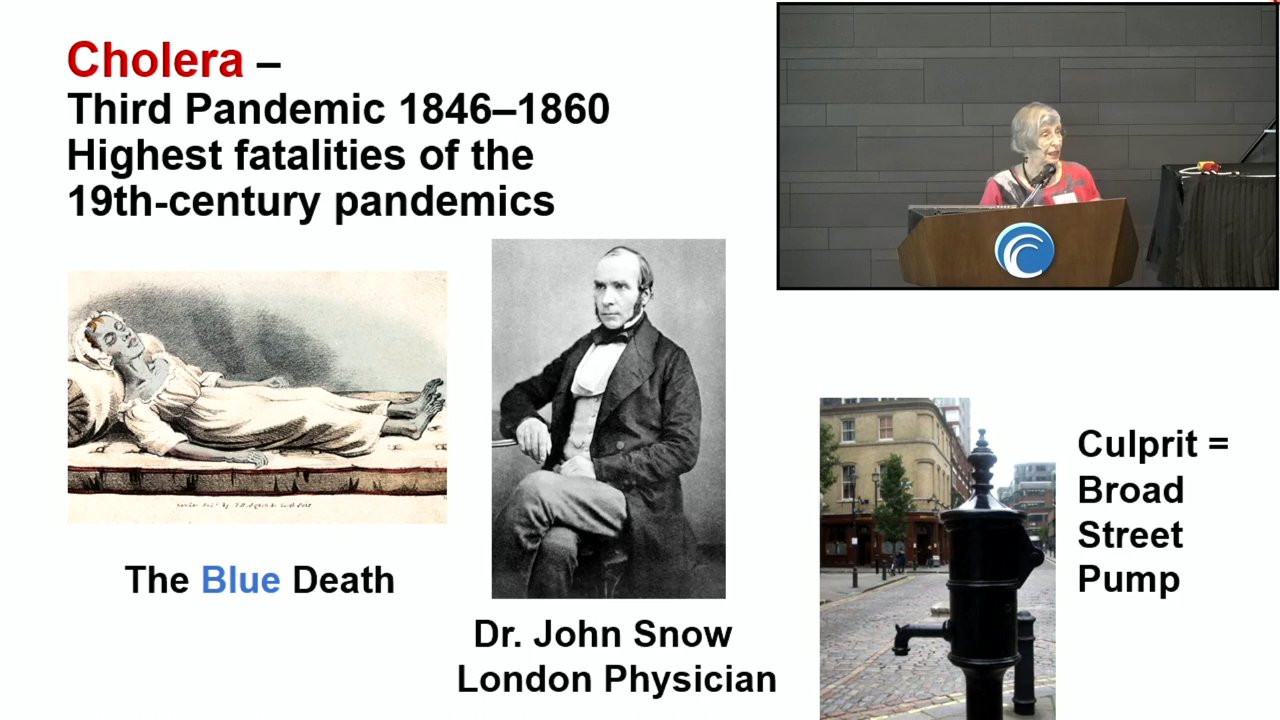 Cholera –
Third Pandemic 1846–1860
Highest fatalities of the
19th-century pandemics
The Blue Death
Dr. John Snow
London Physician
Culprit =
Broad
Street
Pump